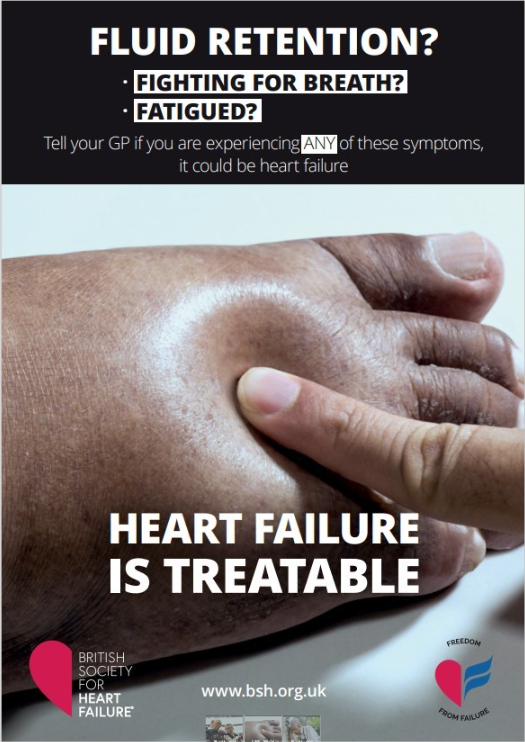 FLUID RETENTION?
· FIGHTING FOR BREATH?
· FATIGUED?
Tell your GP if you are experiencing ANY of these symptoms,
it could be heart failure
HEART FAILURE
IS TREATABLE
BRITISH
SOCIETY
FOR
HEART
FAILURE
www.bsh.org.uk
FREEDOM
FROM FAILURE